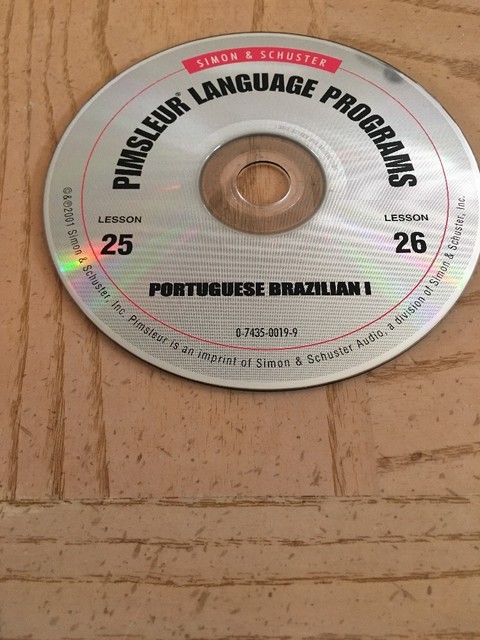 SIMON & SCHUSTER
PIMSLEUR® LANGUAGE PROGRAMS
LESSON
25
LESSON
26
PORTUGUESE BRAZILIAN I
0-7435-0019-9
©&℗2001 Simon & Schuster, Inc. Pimsleur is an imprint of Simon & Schuster Audio, a division of Simon & Schuster, Inc.